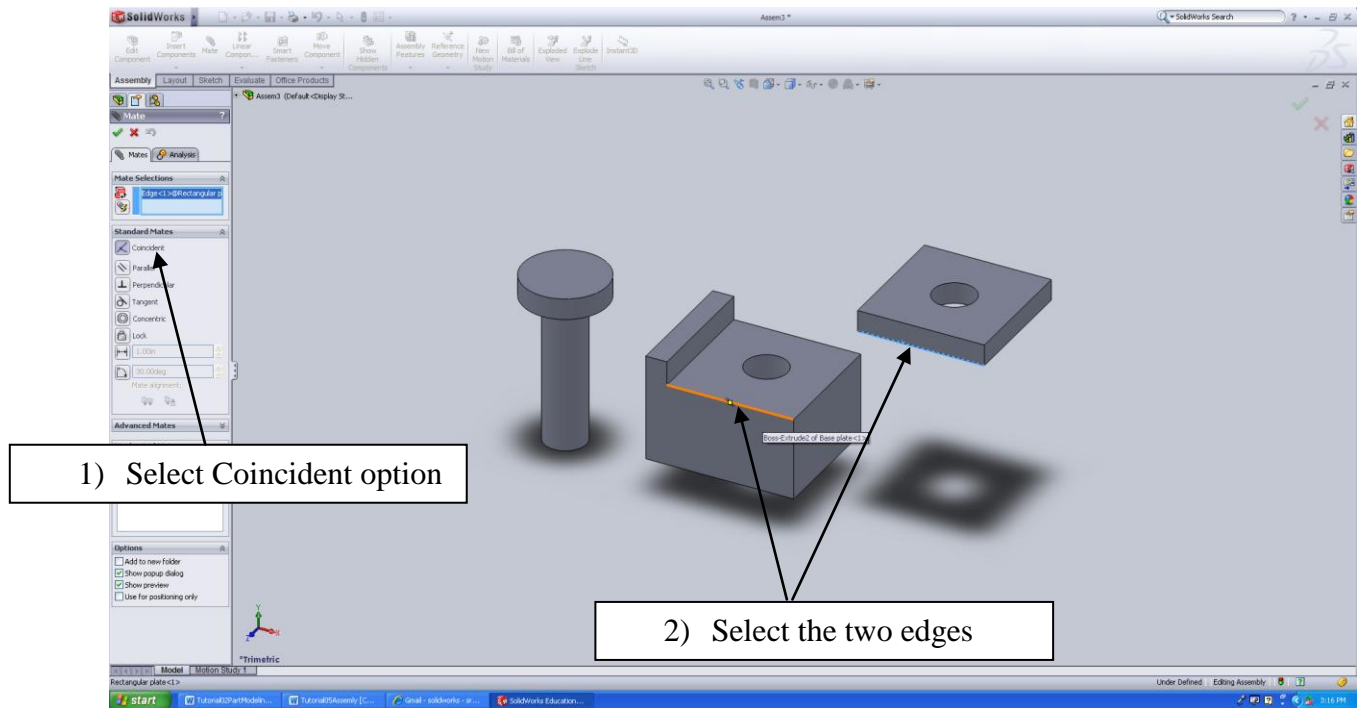 SolidWorks
Assem3 *
SolidWorks Search
Edit Component
Insert Components
Mate
Linear Compon...
Smart Fasteners
Move Component
Show Hidden Components
Assembly Features
Reference Geometry
New Motion Study
Bill of Materials
Exploded View
Explode Line Sketch
Instant3D
Assembly Layout Sketch Evaluate Office Products
Assem3 (Default<Display St...
Mate ?
Mates Analysis
Mate Selections
Edge<1>@Rectangular p
Standard Mates
Coincident
Parallel
Perpendicular
Tangent
Concentric
Lock
1.00in
30.00deg
Mate alignment:
Advanced Mates
1) Select Coincident option
Boss-Extrude2 of Base plate<1>
Options
Add to new folder
Show popup dialog
Show preview
Use for positioning only
2) Select the two edges
Y
X
Z
*Trimetric
Model Motion Study 1
Rectangular plate<1>
Under Defined Editing Assembly
start Tutorial02PartModelin... Tutorial05Assemly [C... Gmail - solidworks - sr... SolidWorks Education... 3:16 PM